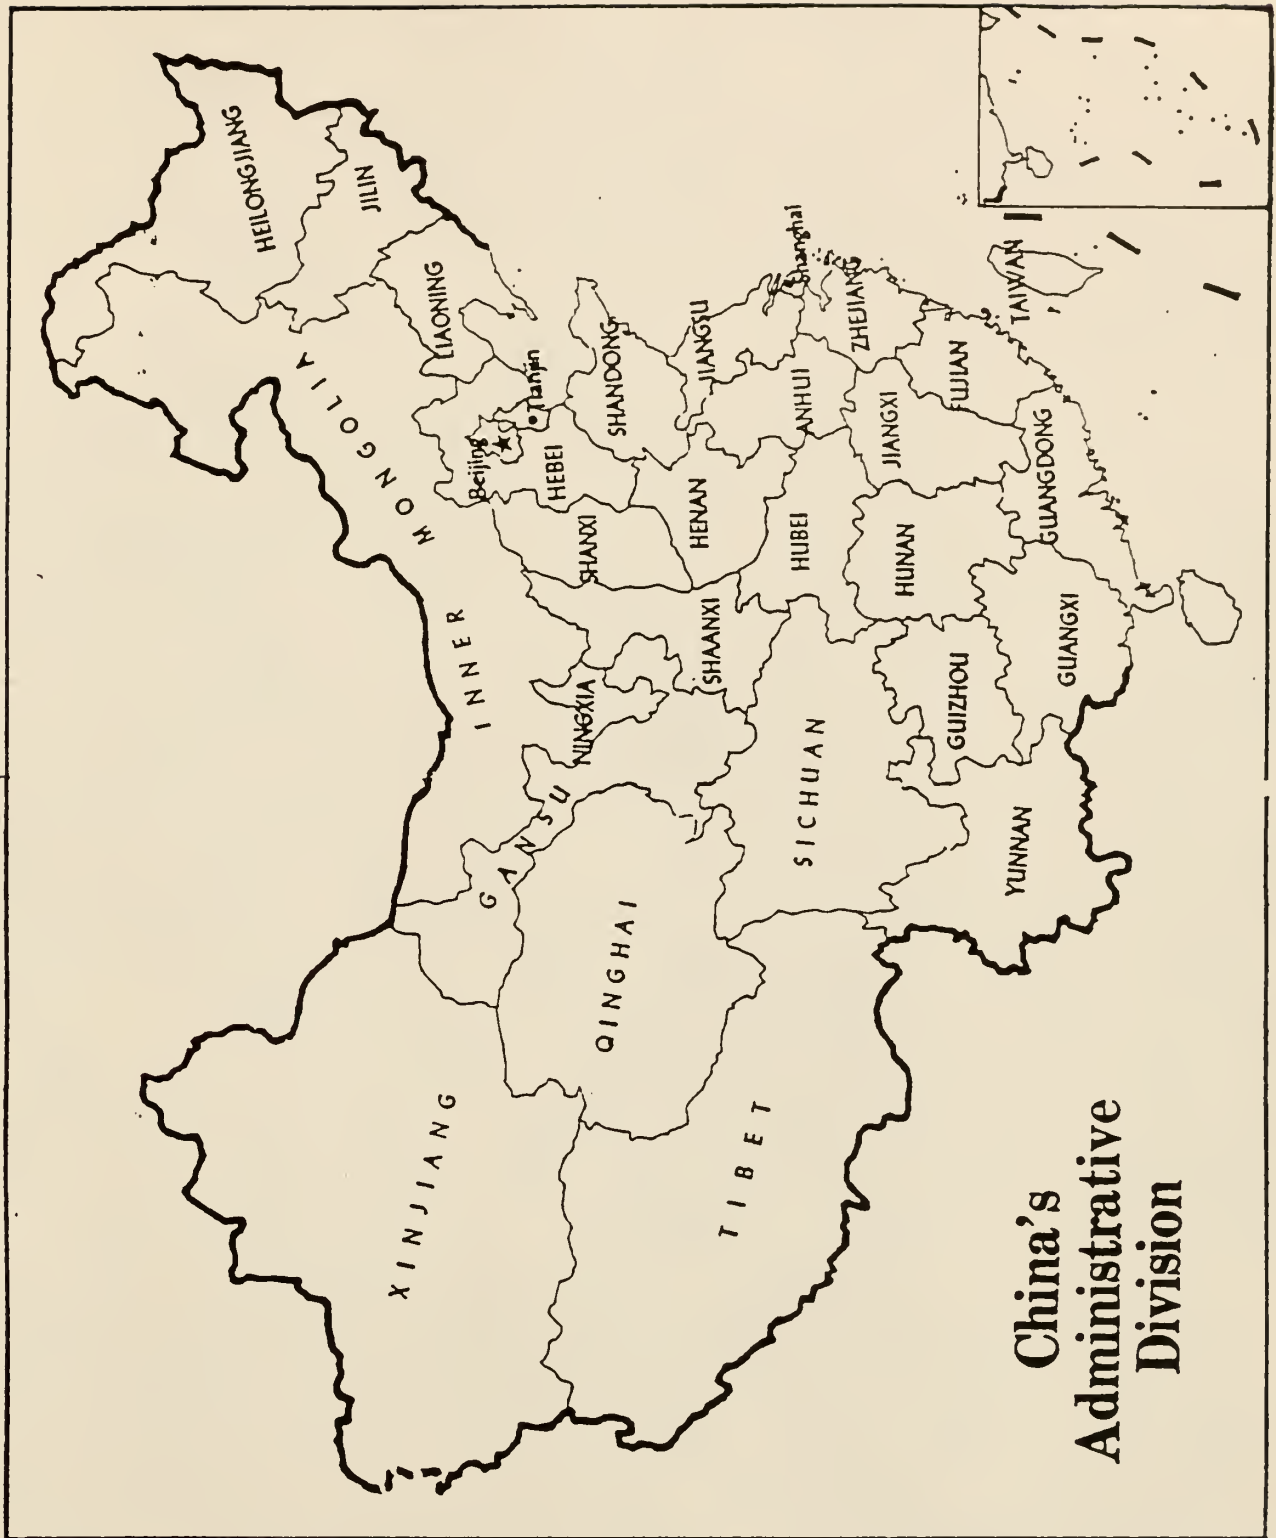 HEILONGJIANG
JILIN
LIAONING
INNER MONGOLIA
Beijing
Tianjin
HEBEI
SHANXI
SHANDONG
XINJIANG
GANSU
NINGXIA
SHAANXI
HENAN
JIANGSU
Shanghai
QINGHAI
TIBET
SICHUAN
HUBEI
ANHUI
ZHEJIANG
HUNAN
JIANGXI
FUJIAN
TAIWAN
GUIZHOU
YUNNAN
GUANGXI
GUANGDONG
China's
Administrative
Division